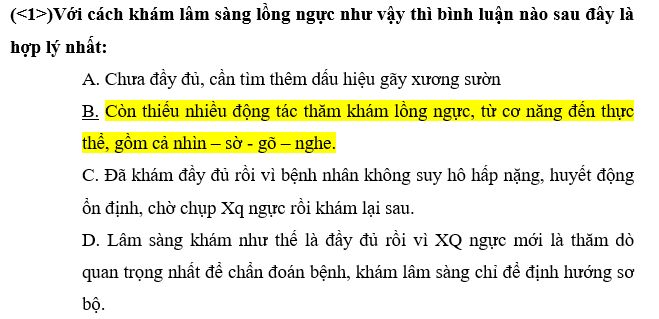 (<1>)Với cách khám lâm sàng lồng ngực như vậy thì bình luận nào sau đây là
hợp lý nhất:
A. Chưa đầy đủ, cần tìm thêm dấu hiệu gãy xương sườn
B. Còn thiếu nhiều động tác thăm khám lồng ngực, từ cơ năng đến thực
thể, gồm cả nhìn – sờ - gõ – nghe.
C. Đã khám đầy đủ rồi vì bệnh nhân không suy hô hấp nặng, huyết động
ổn định, chờ chụp Xq ngực rồi khám lại sau.
D. Lâm sàng khám như thế là đầy đủ rồi vì XQ ngực mới là thăm dò
quan trọng nhất để chẩn đoán bệnh, khám lâm sàng chỉ để định hướng sơ
bộ.